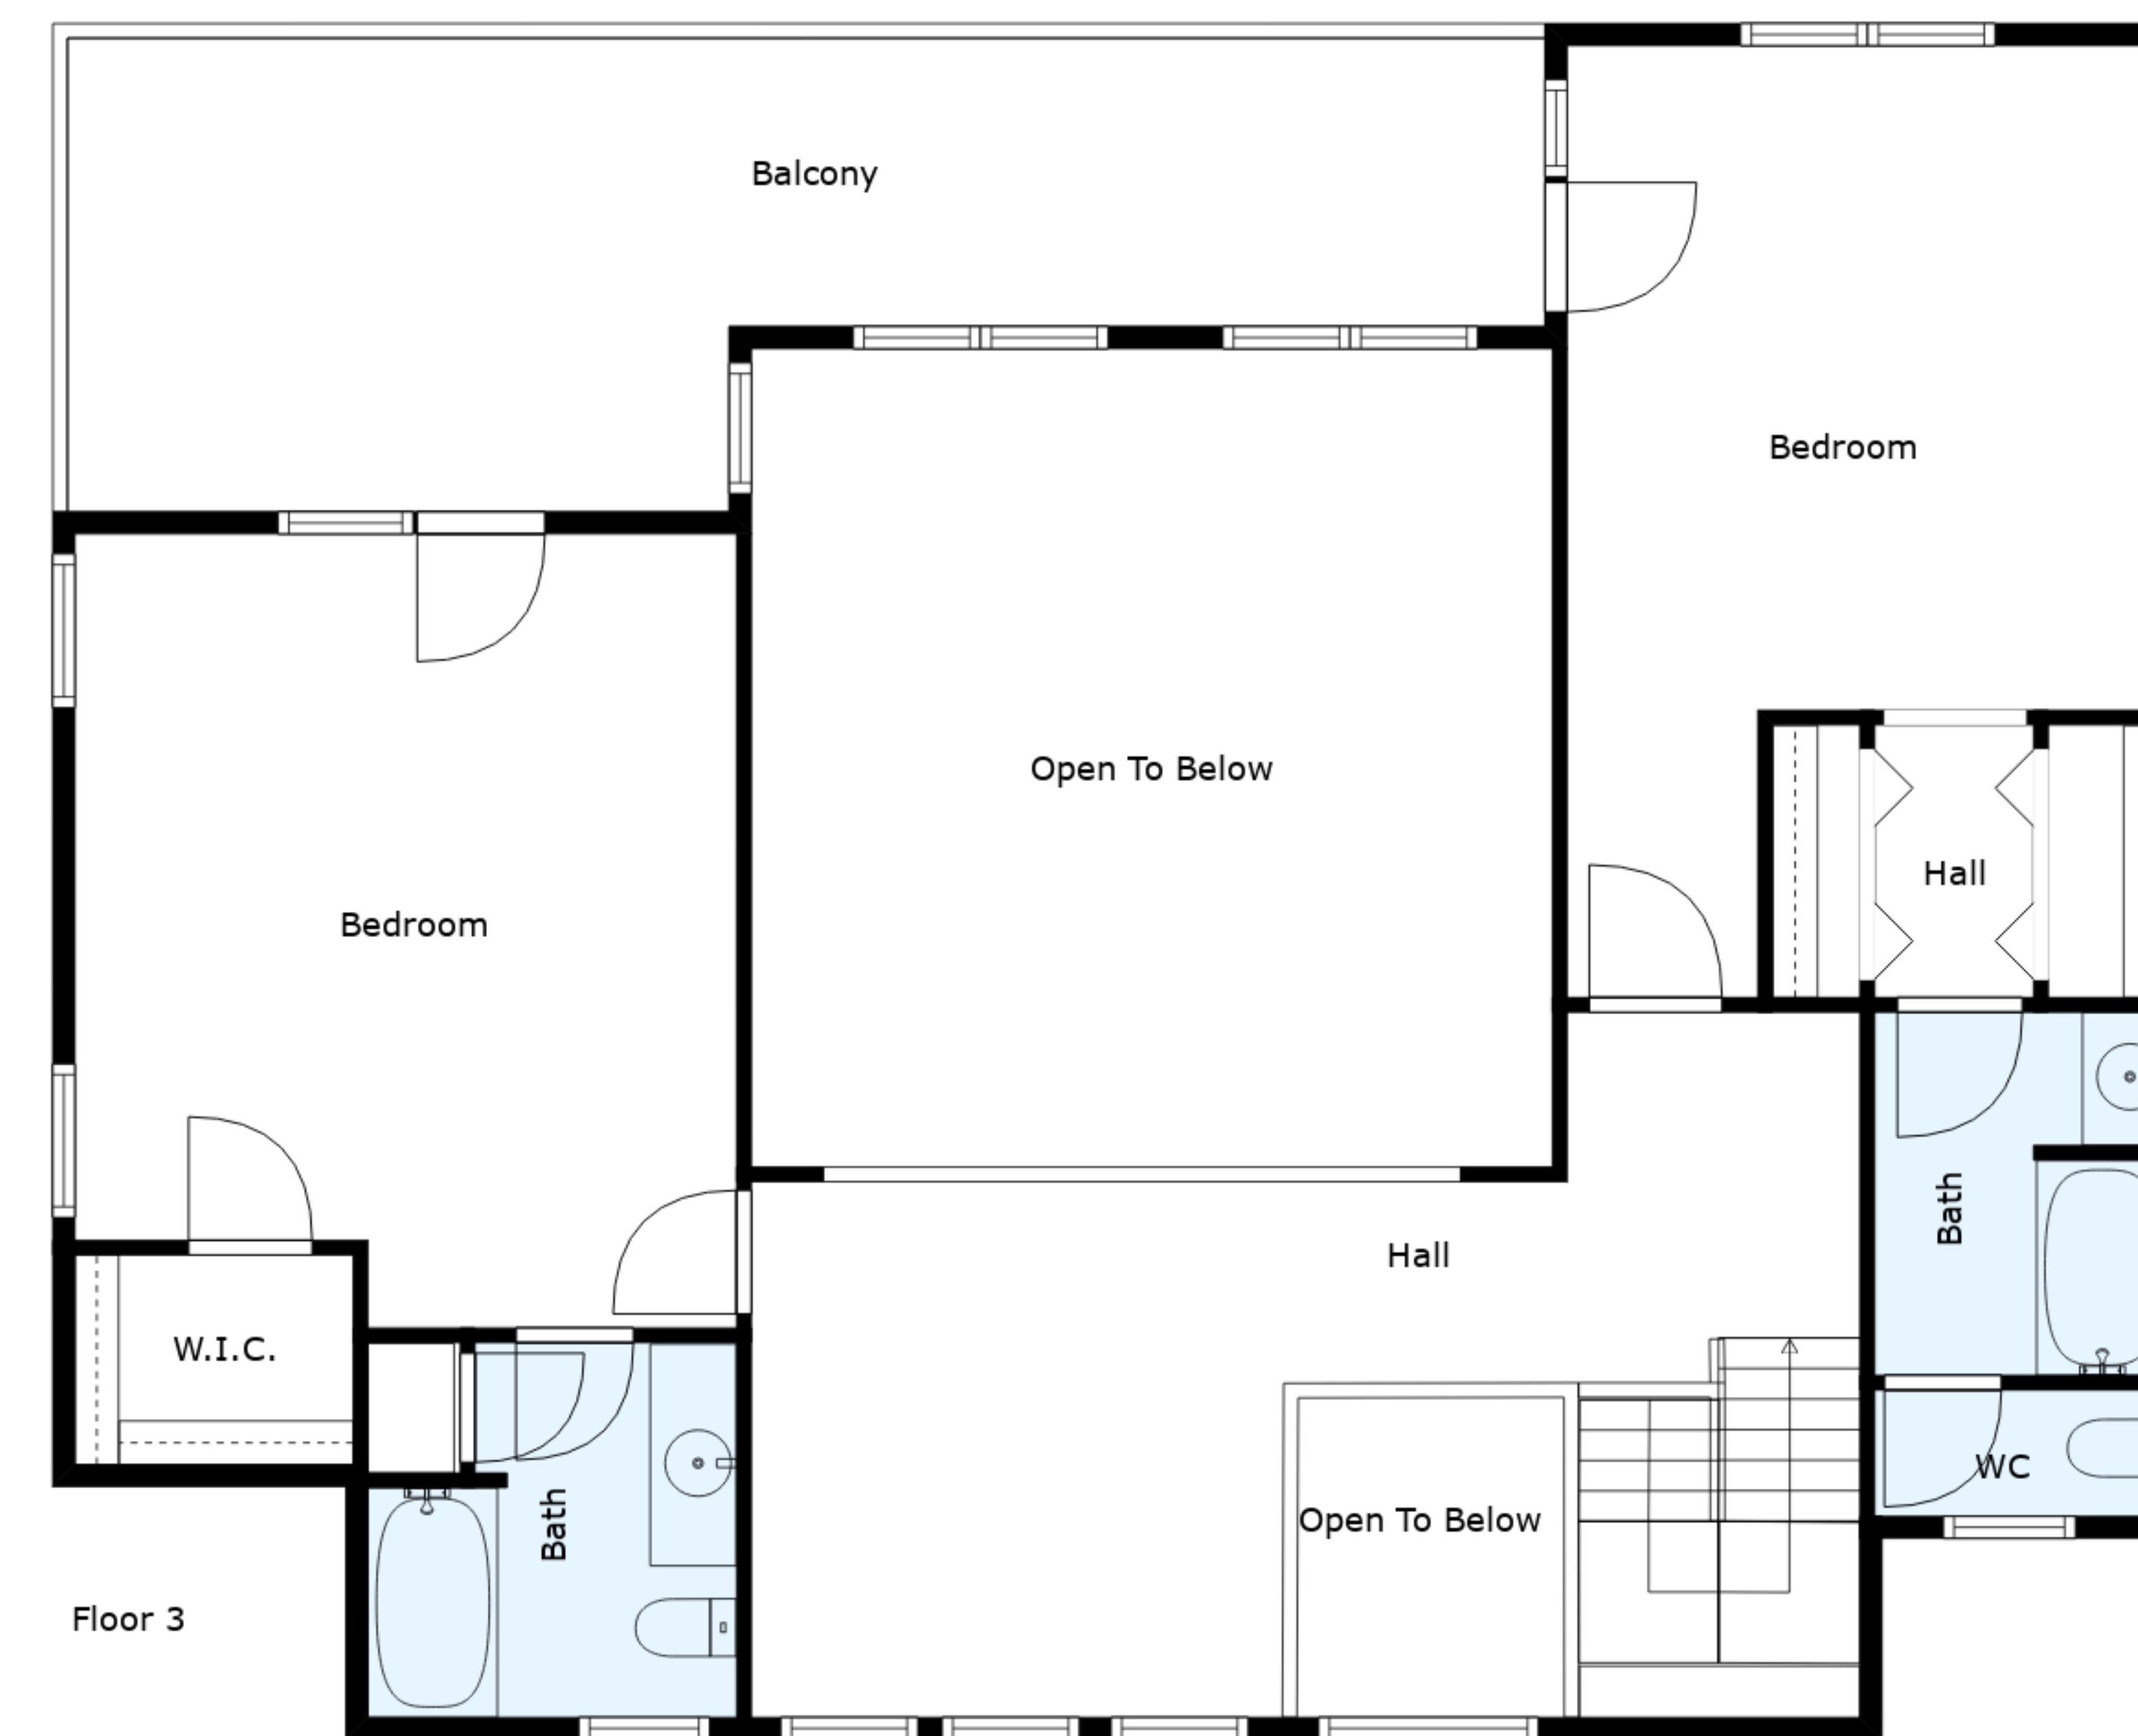 Balcony
Bedroom
Open To Below
Hall
Bedroom
Bath
Hall
W.I.C.
WC
Open To Below
Bath
Floor 3